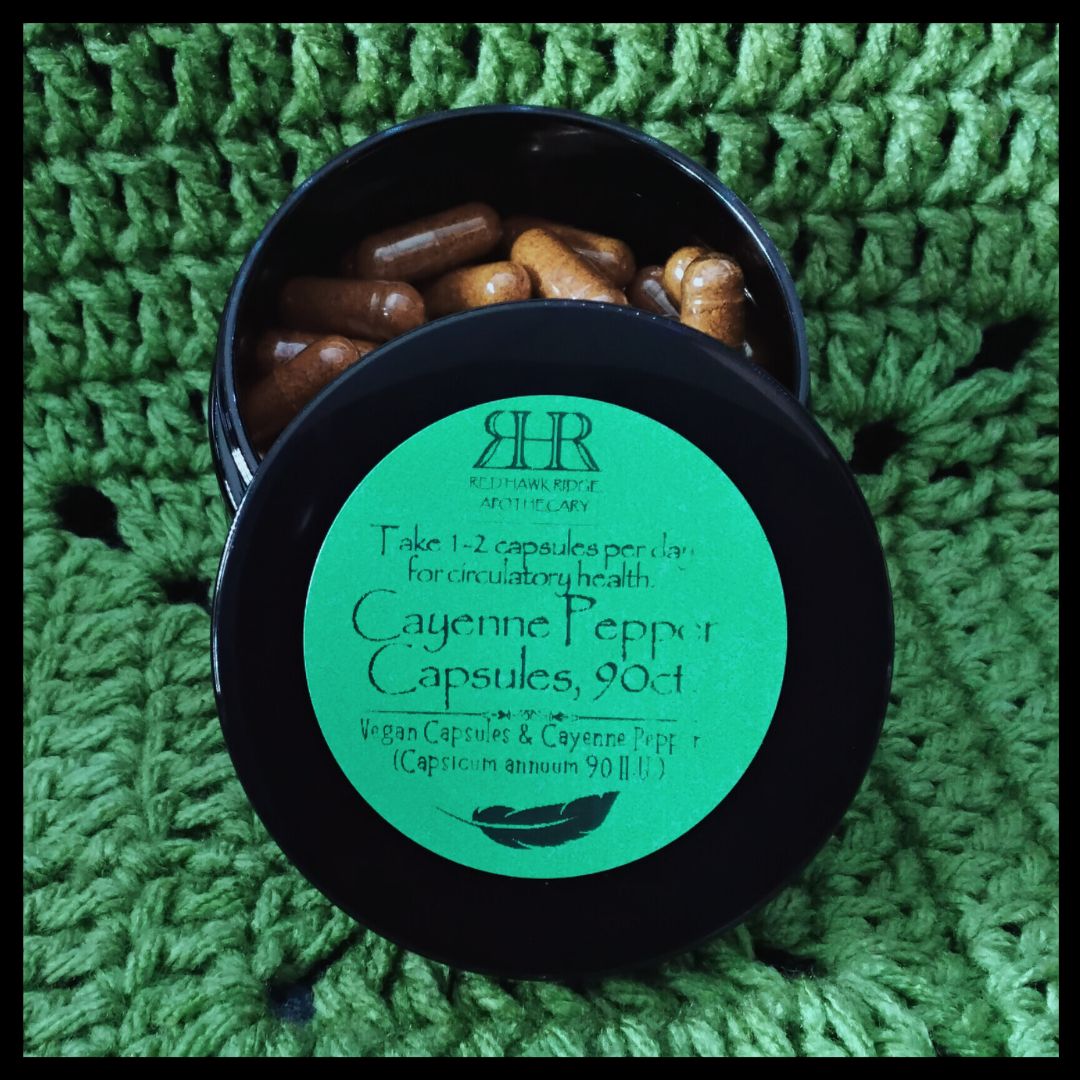 RHR
RED HAWK RIDGE
APOTHECARY
Take 1-2 capsules per day
for circulatory health.
Cayenne Pepper
Capsules, 90ct
Vegan Capsules & Cayenne Pepper
(Capsicum annuum 90 H.U.)